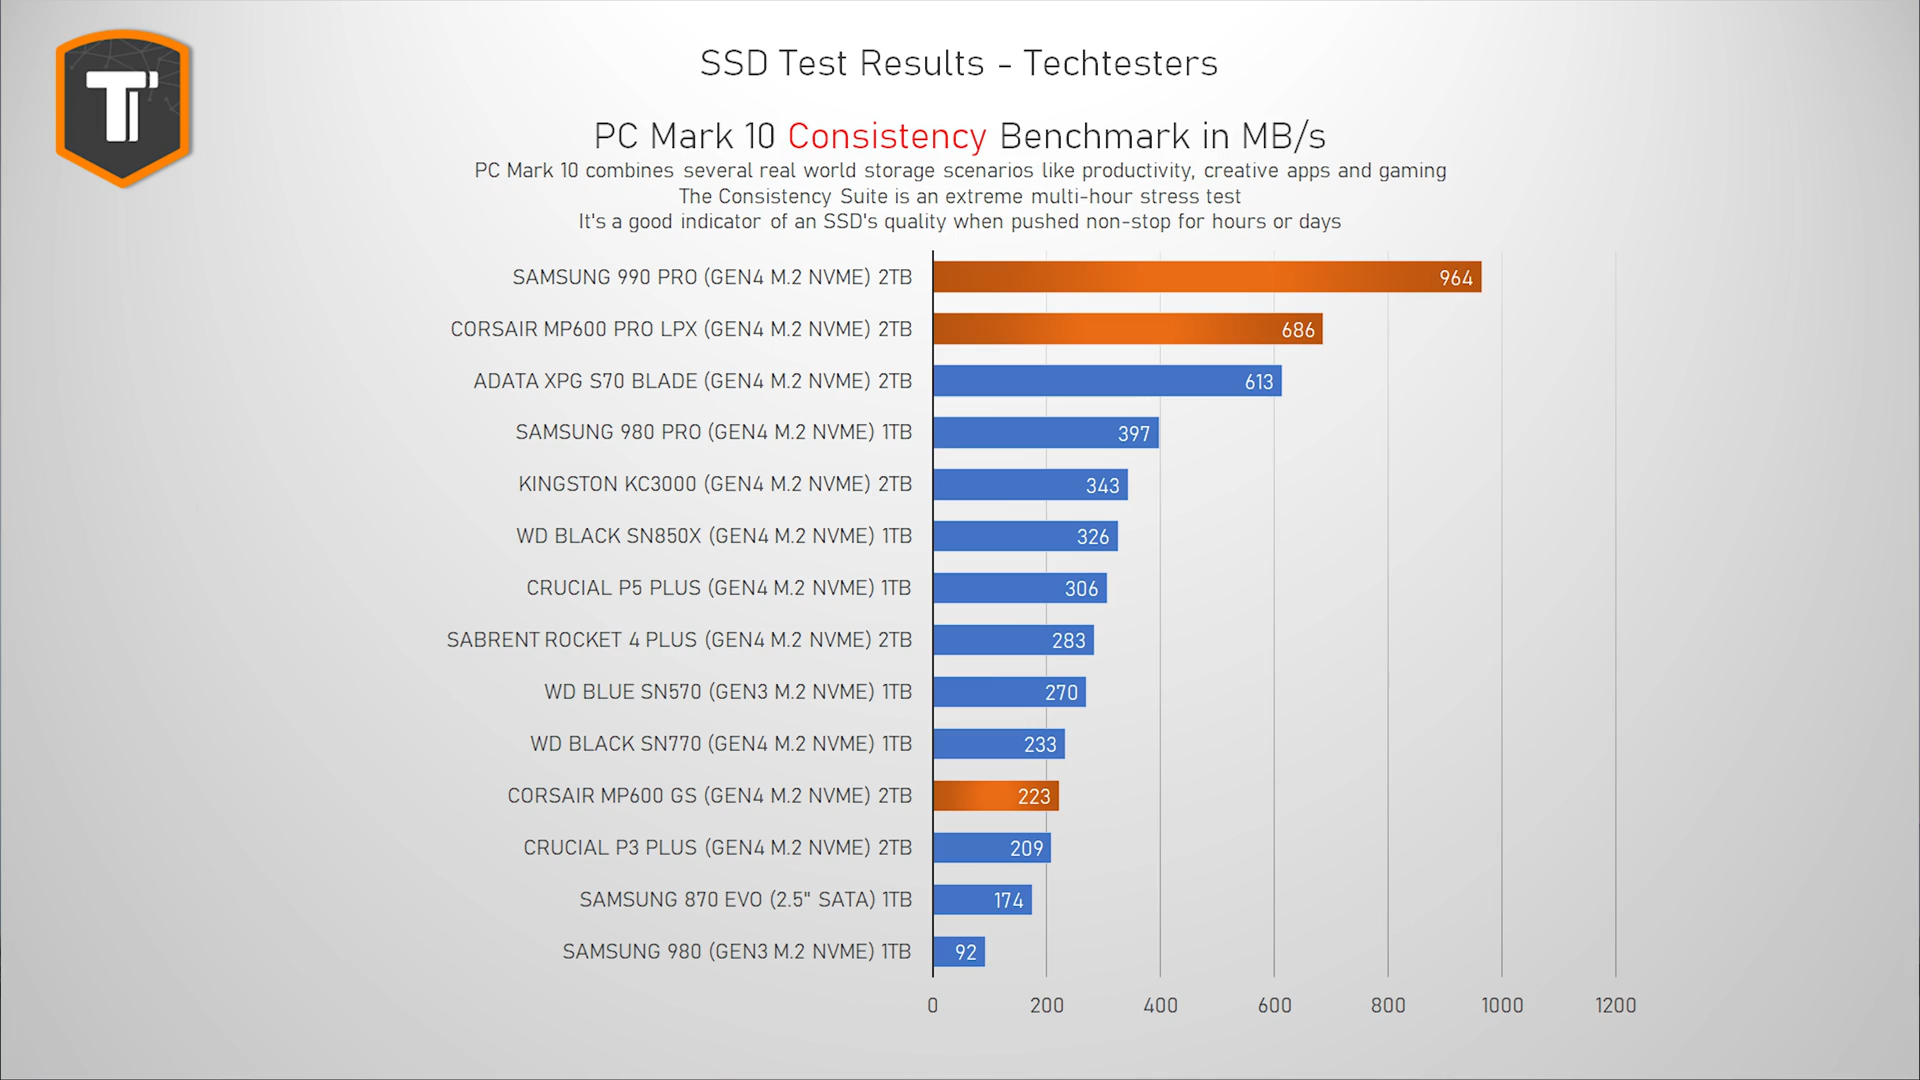 T
SSD Test Results - Techtesters
PC Mark 10 Consistency Benchmark in MB/s
PC Mark 10 combines several real world storage scenarios like productivity, creative apps and gaming
The Consistency Suite is an extreme multi-hour stress test
It's a good indicator of an SSD's quality when pushed non-stop for hours or days
SAMSUNG 990 PRO (GEN4 M.2 NVME) 2TB 964
CORSAIR MP600 PRO LPX (GEN4 M.2 NVME) 2TB 686
ADATA XPG S70 BLADE (GEN4 M.2 NVME) 2TB 613
SAMSUNG 980 PRO (GEN4 M.2 NVME) 1TB 397
KINGSTON KC3000 (GEN4 M.2 NVME) 2TB 343
WD BLACK SN850X (GEN4 M.2 NVME) 1TB 326
CRUCIAL P5 PLUS (GEN4 M.2 NVME) 1TB 306
SABRENT ROCKET 4 PLUS (GEN4 M.2 NVME) 2TB 283
WD BLUE SN570 (GEN3 M.2 NVME) 1TB 270
WD BLACK SN770 (GEN4 M.2 NVME) 1TB 233
CORSAIR MP600 GS (GEN4 M.2 NVME) 2TB 223
CRUCIAL P3 PLUS (GEN4 M.2 NVME) 2TB 209
SAMSUNG 870 EVO (2.5" SATA) 1TB 174
SAMSUNG 980 (GEN3 M.2 NVME) 1TB 92
0 200 400 600 800 1000 1200